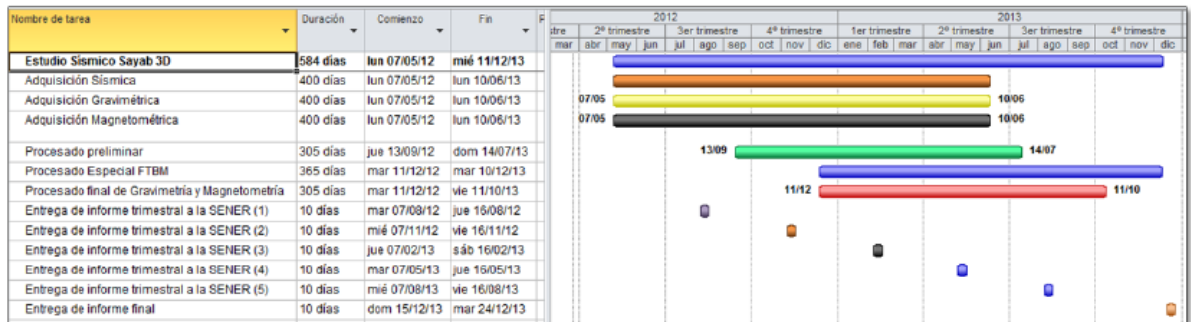 Nombre de tarea Duración Comienzo Fin 2012 2013
stre 2º trimestre 3er trimestre 4º trimestre 1er trimestre 2º trimestre 3er trimestre 4º trimestre
mar abr may jun jul ago sep oct nov dic ene feb mar abr may jun jul ago sep oct nov dic
Estudio Sísmico Sayab 3D 584 días lun 07/05/12 mié 11/12/13
Adquisición Sísmica 400 días lun 07/05/12 lun 10/06/13
Adquisición Gravimétrica 400 días lun 07/05/12 lun 10/06/13 07/05 10/06
Adquisición Magnetométrica 400 días lun 07/05/12 lun 10/06/13 07/05 10/06
Procesado preliminar 305 días jue 13/09/12 dom 14/07/13 13/09 14/07
Procesado Especial FTBM 365 días mar 11/12/12 mar 10/12/13
Procesado final de Gravimetría y Magnetometría 305 días mar 11/12/12 vie 11/10/13 11/12 11/10
Entrega de informe trimestral a la SENER (1) 10 días mar 07/08/12 jue 16/08/12
Entrega de informe trimestral a la SENER (2) 10 días mié 07/11/12 vie 16/11/12
Entrega de informe trimestral a la SENER (3) 10 días jue 07/02/13 sáb 16/02/13
Entrega de informe trimestral a la SENER (4) 10 días mar 07/05/13 jue 16/05/13
Entrega de informe trimestral a la SENER (5) 10 días mié 07/08/13 vie 16/08/13
Entrega de informe final 10 días dom 15/12/13 mar 24/12/13